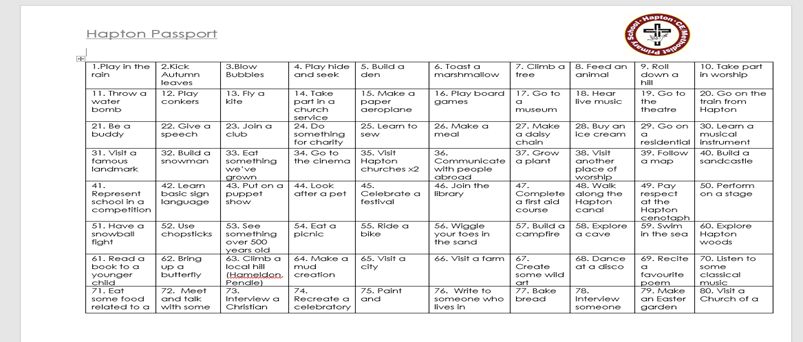 Hapton Passport
School · Hapton · CE Methodist
1.Play in the rain
2.Kick Autumn leaves
3.Blow Bubbles
4. Play hide and seek
5. Build a den
6. Toast a marshmallow
7. Climb a tree
8. Feed an animal
9. Roll down a hill
10. Take part in worship
11. Throw a water bomb
12. Play conkers
13. Fly a kite
14. Take part in a church service
15. Make a paper aeroplane
16. Play board games
17. Go to a museum
18. Hear live music
19. Go to the theatre
20. Go on the train from Hapton
21. Be a buddy
22. Give a speech
23. Join a club
24. Do something for charity
25. Learn to sew
26. Make a meal
27. Make a daisy chain
28. Buy an ice cream
29. Go on a residential
30. Learn a musical instrument
31. Visit a famous landmark
32. Build a snowman
33. Eat something we've grown
34. Go to the cinema
35. Visit Hapton churches x2
36. Communicate with people abroad
37. Grow a plant
38. Visit another place of worship
39. Follow a map
40. Build a sandcastle
41. Represent school in a competition
42. Learn basic sign language
43. Put on a puppet show
44. Look after a pet
45. Celebrate a festival
46. Join the library
47. Complete a first aid course
48. Walk along the Hapton canal
49. Pay respect at the Hapton cenotaph
50. Perform on a stage
51. Have a snowball fight
52. Use chopsticks
53. See something over 500 years old
54. Eat a picnic
55. Ride a bike
56. Wiggle your toes in the sand
57. Build a campfire
58. Explore a cave
59. Swim in the sea
60. Explore Hapton woods
61. Read a book to a younger child
62. Bring up a butterfly
63. Climb a local hill (Hameldon, Pendle)
64. Make a mud creation
65. Visit a city
66. Visit a farm
67. Create some wild art
68. Dance at a disco
69. Recite a favourite poem
70. Listen to some classical music
71. Eat some food related to a
72. Meet and talk with some
73. Interview a Christian
74. Recreate a celebratory
75. Paint and
76. Write to someone who lives in
77. Bake bread
78. Interview someone
79. Make an Easter garden
80. Visit a Church of a